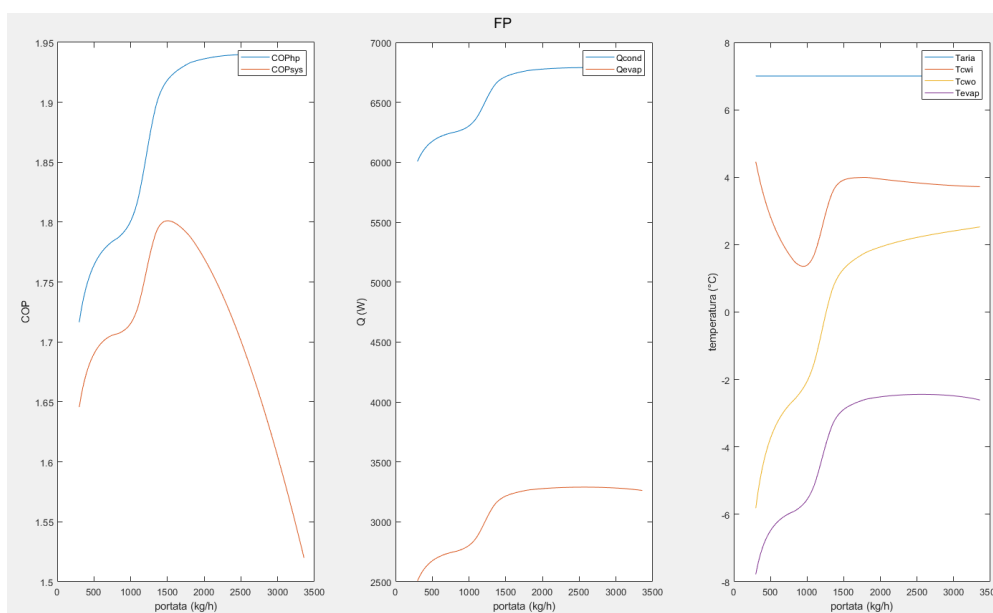 FP
COP
1.95
1.9
1.85
1.8
1.75
1.7
1.65
1.6
1.55
1.5
0 500 1000 1500 2000 2500 3000 3500
portata (kg/h)
COPhp
COPsys
Q (W)
7000
6500
6000
5500
5000
4500
4000
3500
3000
2500
0 500 1000 1500 2000 2500 3000 3500
portata (kg/h)
Qcond
Qevap
temperatura (°C)
8
6
4
2
0
-2
-4
-6
-8
0 500 1000 1500 2000 2500 3000 350
portata (kg/h)
Taria
Tcwi
Tcwo
Tevap